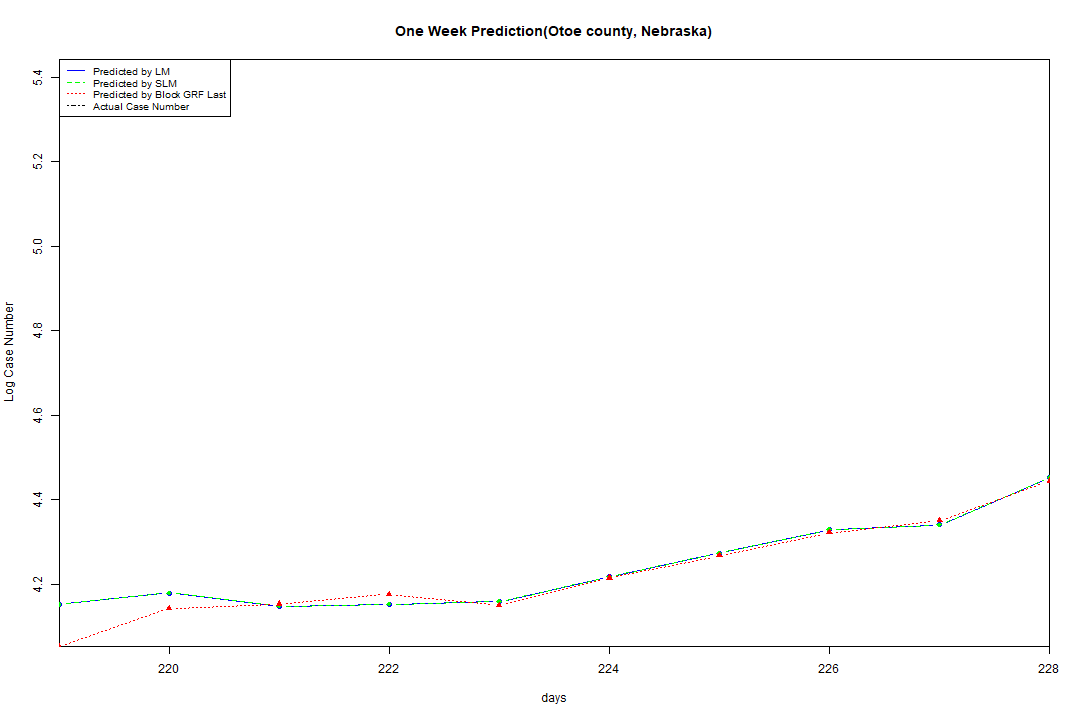 One Week Prediction(Otoe county, Nebraska)
Predicted by LM
Predicted by SLM
Predicted by Block GRF Last
Actual Case Number
5.4
5.2
5.0
4.8
4.6
4.4
4.2
Log Case Number
220 222 224 226 228
days